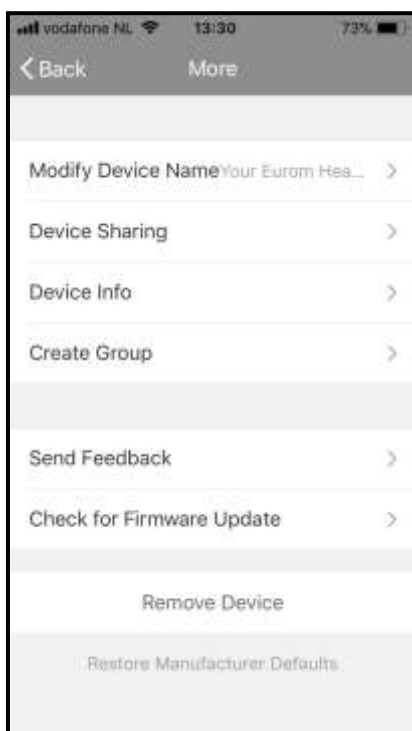 vodafone NL 13:30 73%
Back More
Modify Device Name Your Eurom Hea...
Device Sharing
Device Info
Create Group
Send Feedback
Check for Firmware Update
Remove Device
Restore Manufacturer Defaults